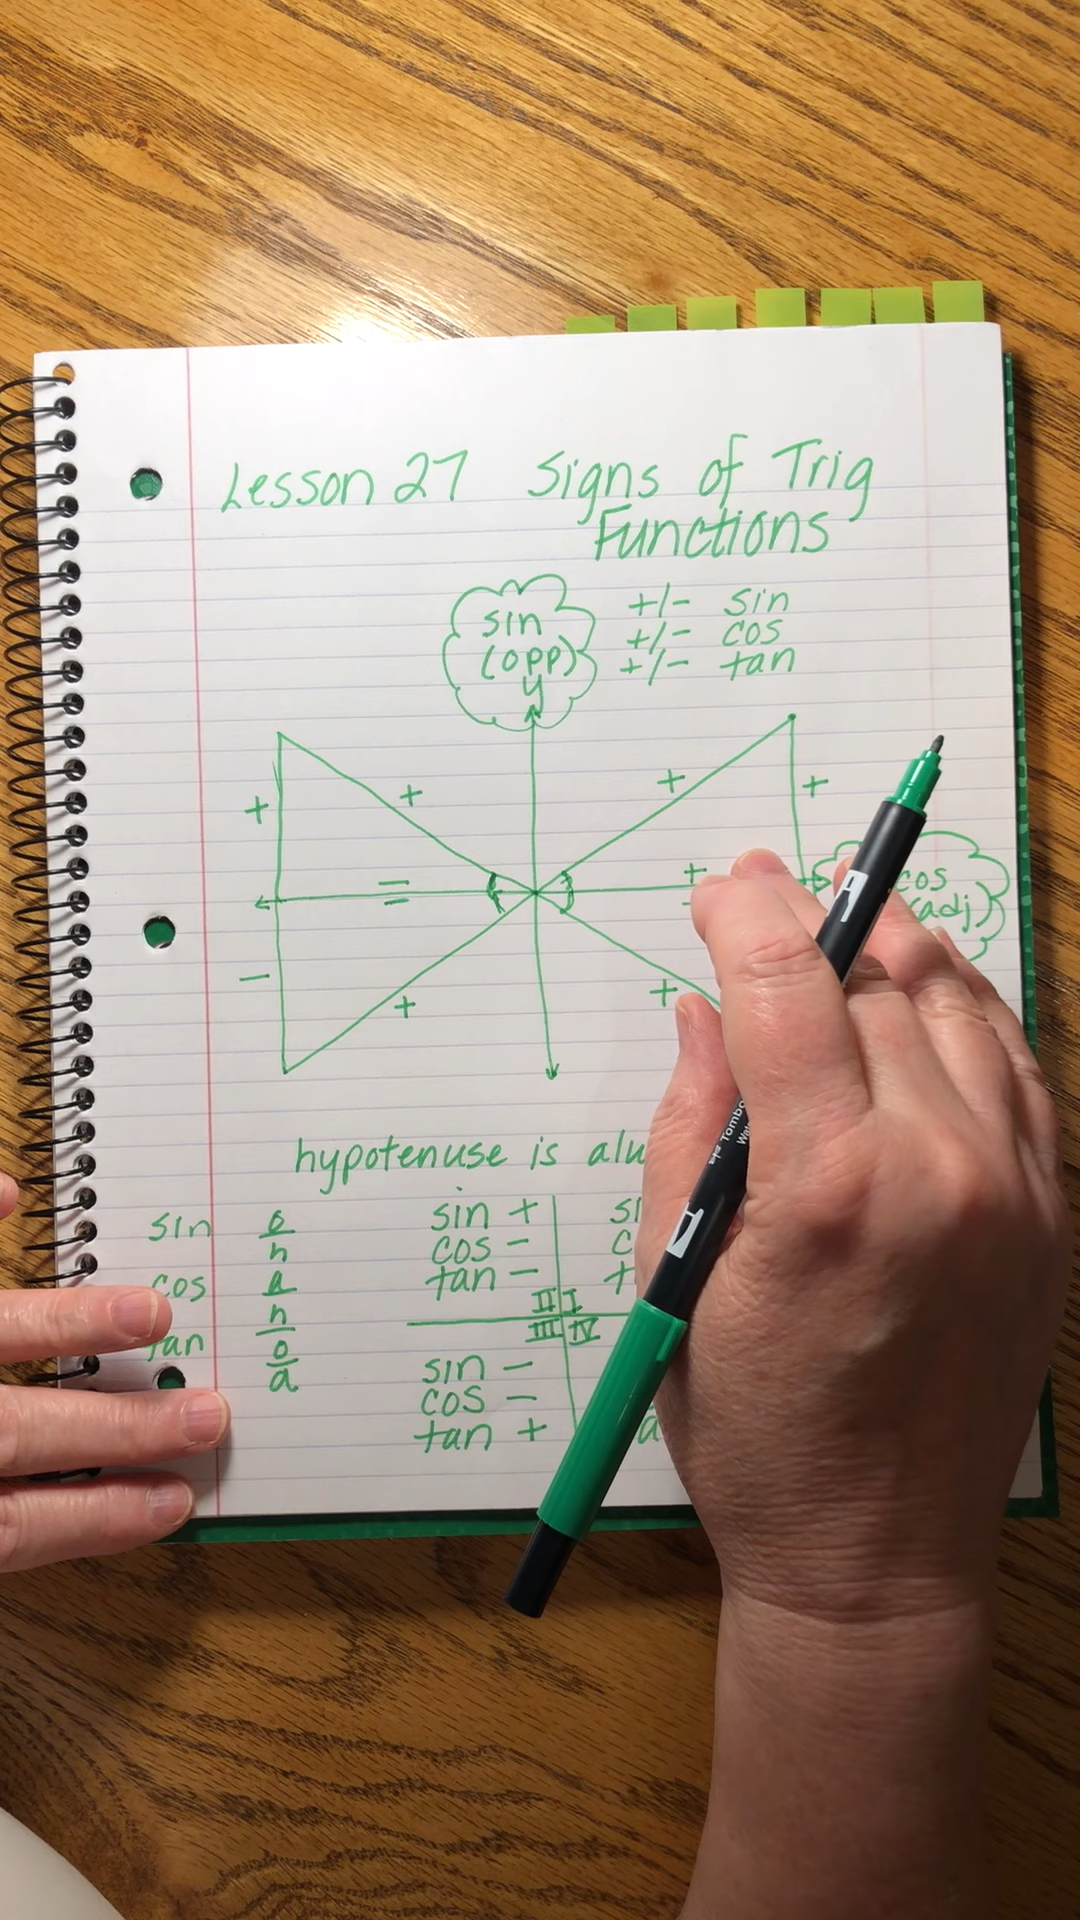 Lesson 27 Signs of Trig
Functions
sin
(opp)
y
+/- sin
+/- cos
+/- tan
+
+
+
+
=
+
cos
(adj)
-
+
+
hypotenuse is
sin o/h
cos a/h
tan o/a
sin +
cos -
tan -
II I
III IV
sin -
cos -
tan +
Tombo